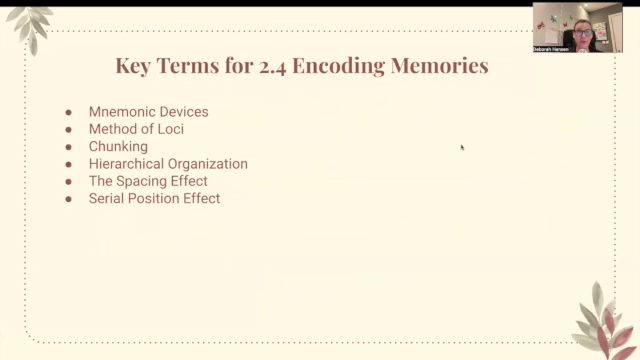 Key Terms for 2.4 Encoding Memories
Mnemonic Devices
Method of Loci
Chunking
Hierarchical Organization
The Spacing Effect
Serial Position Effect
Deborah Hansen